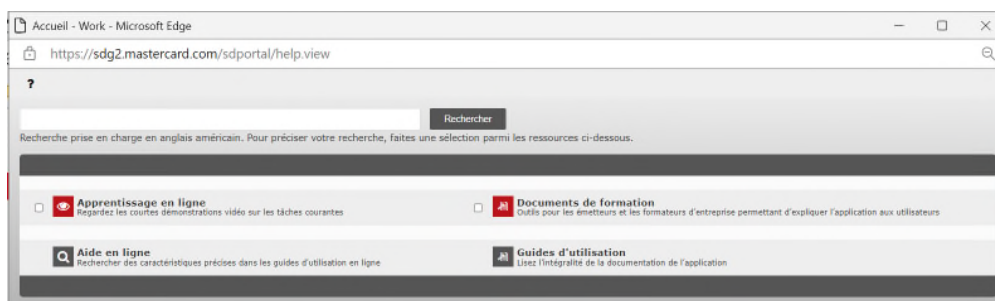 Accueil - Work - Microsoft Edge
https://sdg2.mastercard.com/sdportal/help.view
?
Rechercher
Recherche prise en charge en anglais américain. Pour préciser votre recherche, faites une sélection parmi les ressources ci-dessous.
Apprentissage en ligne
Regardez les courtes démonstrations vidéo sur les tâches courantes
Documents de formation
Outils pour les émetteurs et les formateurs d'entreprise permettant d'expliquer l'application aux utilisateurs
Aide en ligne
Rechercher des caractéristiques précises dans les guides d'utilisation en ligne
Guides d'utilisation
Lisez l'intégralité de la documentation de l'application